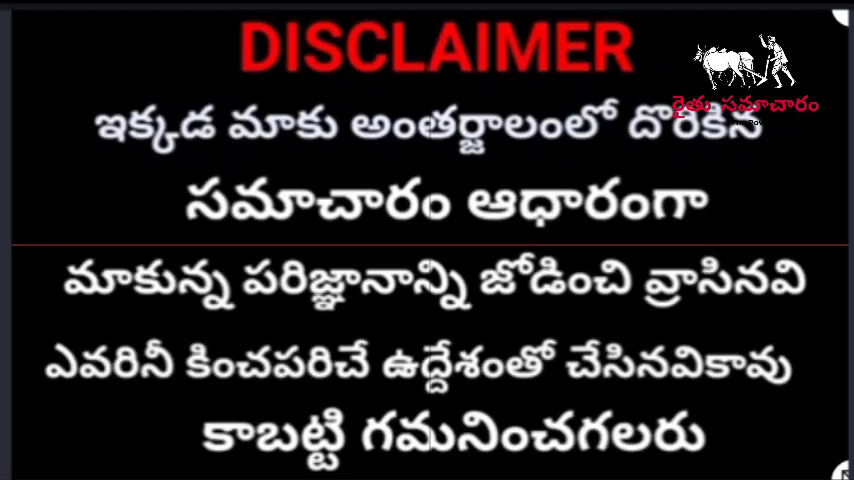 DISCLAIMER
రైతు సమాచారం
ఇక్కడ మాకు అంతర్జాలంలో దొరికిన
సమాచారం ఆధారంగా
మాకున్న పరిజ్ఞానాన్ని జోడించి వ్రాసినవి
ఎవరినీ కించపరిచే ఉద్దేశంతో చేసినవికావు
కాబట్టి గమనించగలరు